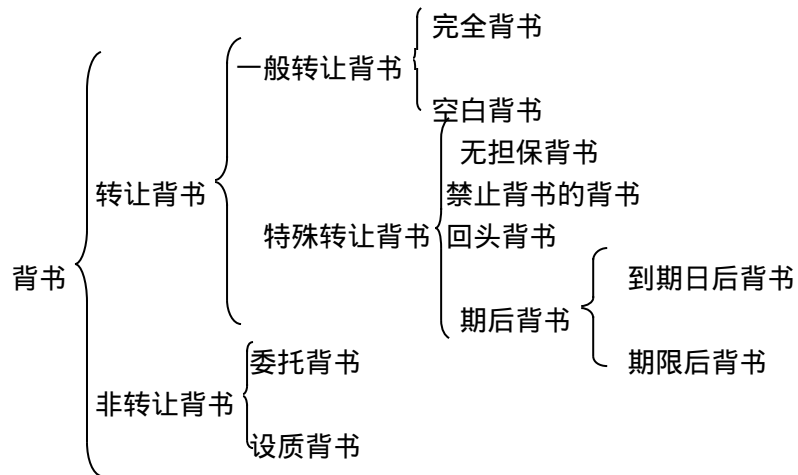 完全背书
一般转让背书
空白背书
无担保背书
转让背书
禁止背书的背书
特殊转让背书
回头背书
背书
到期日后背书
期后背书
委托背书
期限后背书
非转让背书
设质背书